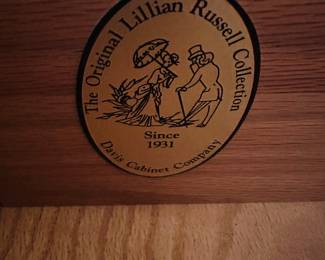 The Original Lillian Russell Collection
Since
1931
Davis Cabinet Company